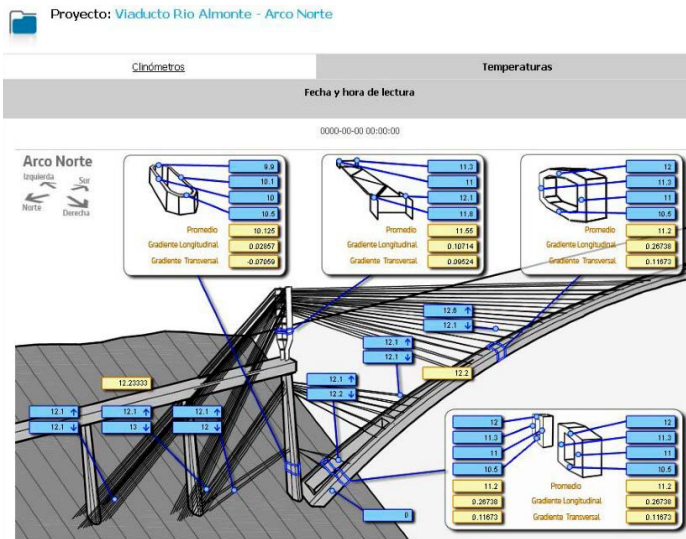 Proyecto: Viaducto Rio Almonte - Arco Norte
Clinómetros
Temperaturas
Fecha y hora de lectura
0000-00-00 00:00:00
Arco Norte
Izquierda
Sur
Norte
Derecha
9.9
10.1
10
10.5
Promedio 10.125
Gradiente Longitudinal 0.02857
Gradiente Transversal -0.07059
11.3
11
12.1
11.8
Promedio 11.55
Gradiente Longitudinal 0.10714
Gradiente Transversal 0.09524
12
11.3
11
10.5
Promedio 11.2
Gradiente Longitudinal 0.26738
Gradiente Transversal 0.11673
12.6 ↑
12.1 ↓
12.1 ↑
12.1 ↓
12.1 ↑
12.2 ↓
12.2
12.23333
12.1 ↑
12.1 ↓
12.1 ↑
13 ↓
12.1 ↑
12 ↓
0
12 12
11.3 11.3
11 11
10.5 10.5
11.2 Promedio 11.2
0.26738 Gradiente Longitudinal 0.26738
0.11673 Gradiente Transversal 0.11673